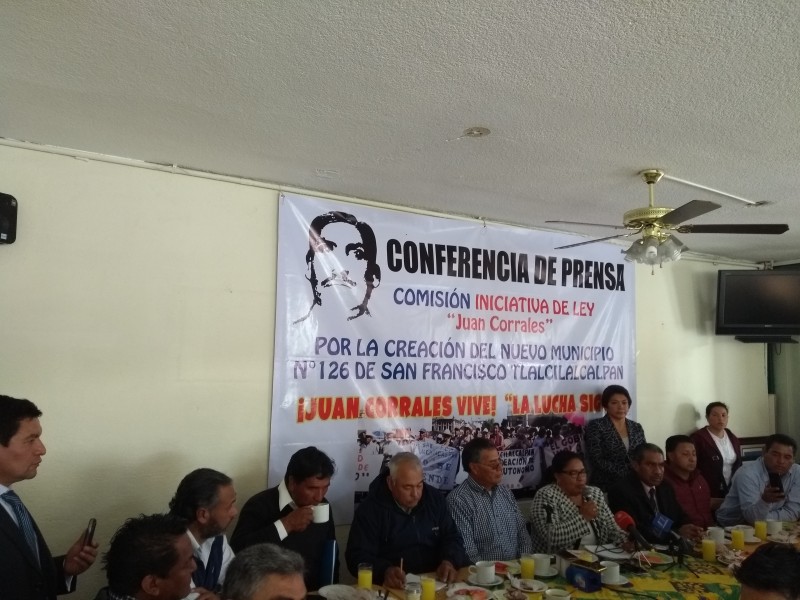 CONFERENCIA DE PRENSA
COMISIÓN INICIATIVA DE LEY
"Juan Corrales"
POR LA CREACIÓN DEL NUEVO MUNICIPIO
N°126 DE SAN FRANCISCO TLALCILALCALPAN
¡JUAN CORRALES VIVE! "LA LUCHA